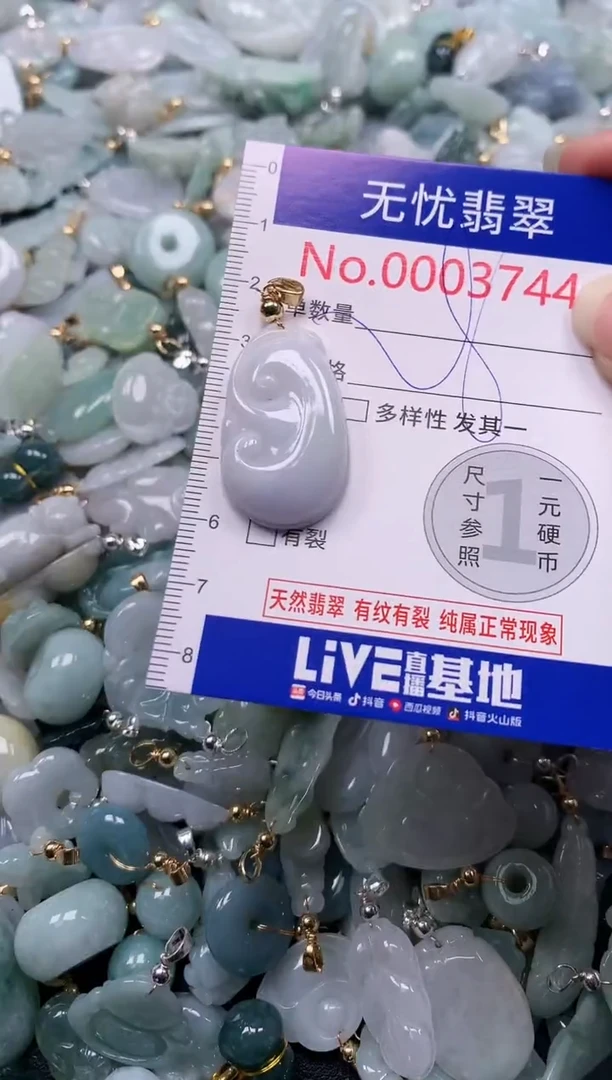 0
无忧翡翠
1
No.0003744
2
单数量
3
格
多样性 发其一
尺寸参照
1
一元硬币
6
有裂
7
天然翡翠 有纹有裂 纯属正常现象
8
LiVE直播基地
今日头条 抖音 西瓜视频 抖音火山版